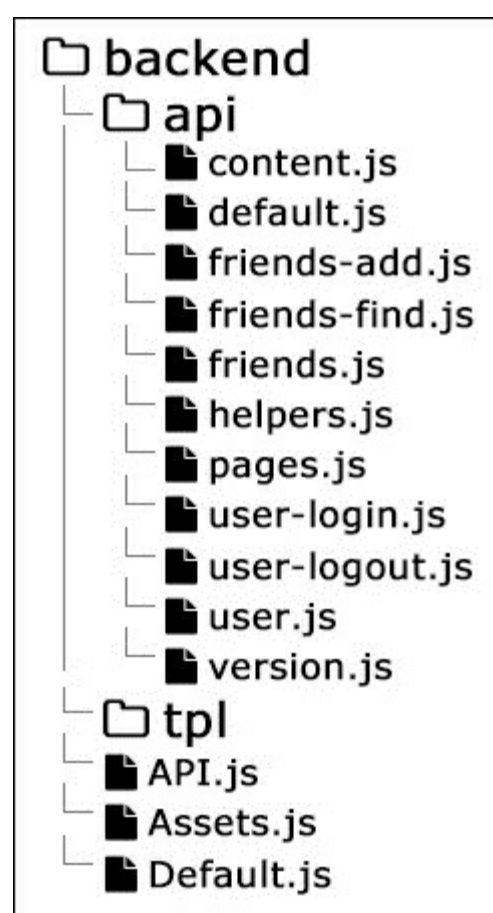 backend
api
content.js
default.js
friends-add.js
friends-find.js
friends.js
helpers.js
pages.js
user-login.js
user-logout.js
user.js
version.js
tpl
API.js
Assets.js
Default.js